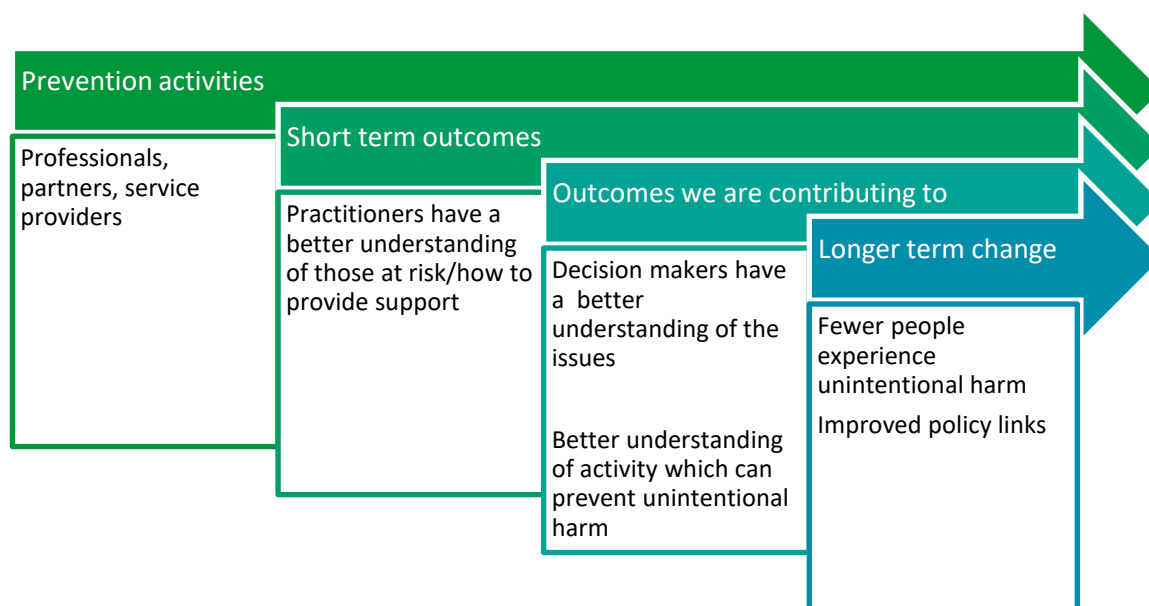 Prevention activities
Professionals,
partners, service
providers
Short term outcomes
Practitioners have a
better understanding
of those at risk/how to
provide support
Outcomes we are contributing to
Decision makers have
a  better
understanding of the
issues
Better understanding
of activity which can
prevent unintentional
harm
Longer term change
Fewer people
experience
unintentional harm
Improved policy links